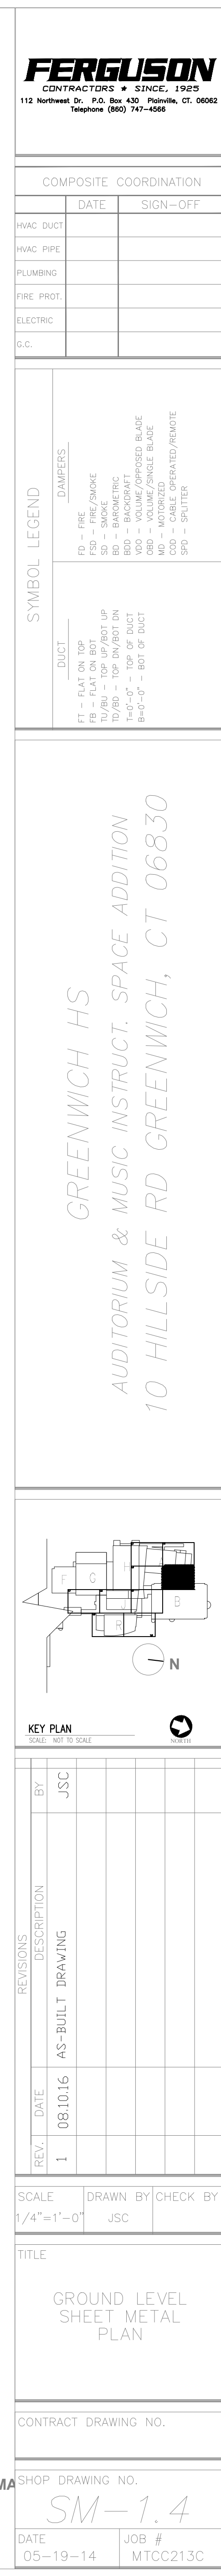 FERGUSON
CONTRACTORS ★ SINCE, 1925
112 Northwest Dr. P.O. Box 430 Plainville, CT. 06062
Telephone (860) 747-4566
COMPOSITE COORDINATION
DATE SIGN-OFF
HVAC DUCT
HVAC PIPE
PLUMBING
FIRE PROT.
ELECTRIC
G.C.
SYMBOL LEGEND
DUCT
FT - FLAT ON TOP
FB - FLAT ON BOT
TU/BU - TOP UP/BOT UP
TD/BD - TOP DN/BOT DN
T=0'-0" - TOP OF DUCT
B=0'-0" - BOT OF DUCT
DAMPERS
FD - FIRE
FSD - FIRE/SMOKE
SD - SMOKE
BD - BAROMETRIC
BDD - BACKDRAFT
VDO - VOLUME/OPPOSED BLADE
OBD - VOLUME/SINGLE BLADE
MD - MOTORIZED
COD - CABLE OPERATED/REMOTE
SPD - SPLITTER
GREENWICH HS
AUDITORIUM & MUSIC INSTRUCT. SPACE ADDITION
10 HILLSIDE RD GREENWICH, CT 06830
F G H
J B
R
N
KEY PLAN
SCALE: NOT TO SCALE
NORTH
REVISIONS
REV. DATE DESCRIPTION BY
1 08.10.16 AS-BUILT DRAWING JSC
SCALE DRAWN BY CHECK BY
1/4"=1'-0" JSC
TITLE
GROUND LEVEL
SHEET METAL
PLAN
CONTRACT DRAWING NO.
SHOP DRAWING NO.
SM-1.4
DATE JOB #
05-19-14 MTCC213C